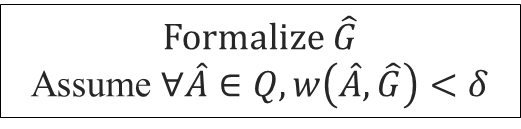 Formalize Ĝ
Assume ∀Â ∈ Q, w(Â, Ĝ) < δ